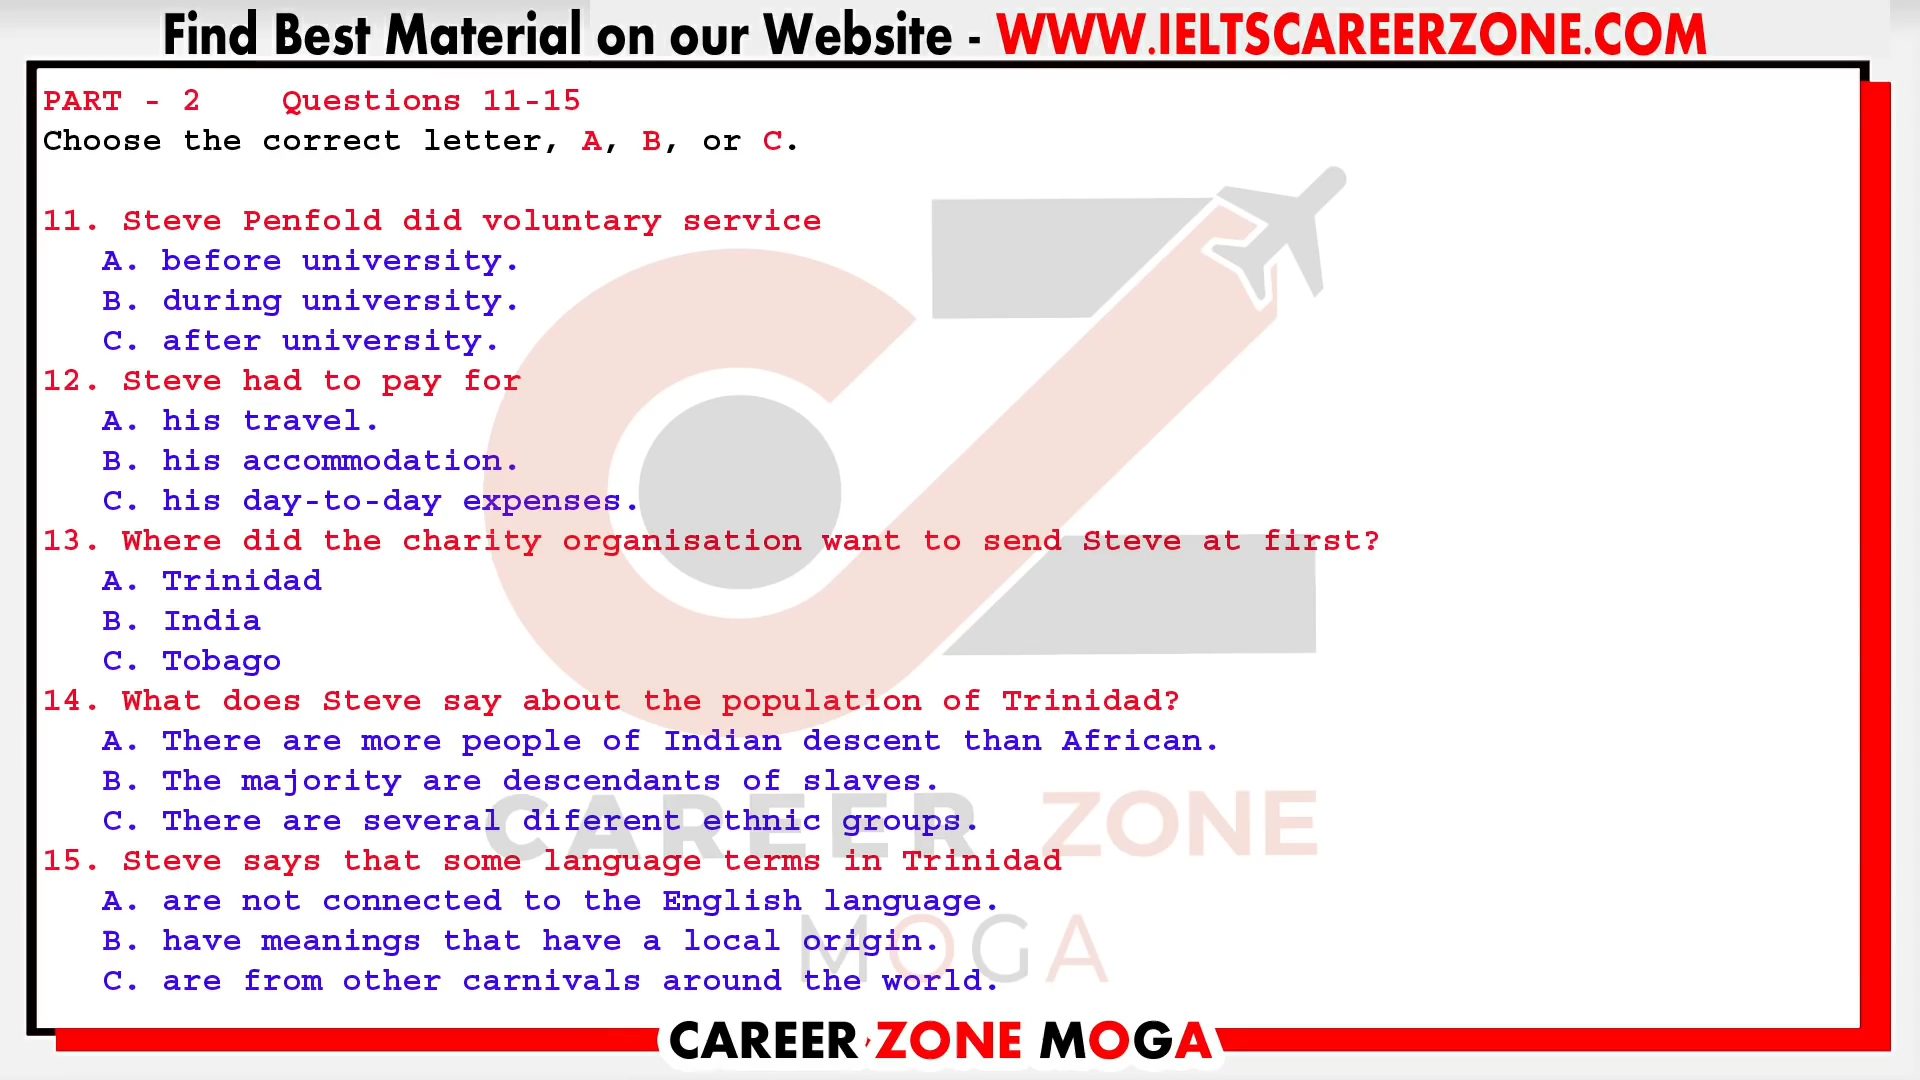 Find Best Material on our Website - WWW.IELTSCAREERZONE.COM
PART - 2 Questions 11-15
Choose the correct letter, A, B, or C.
11. Steve Penfold did voluntary service
A. before university.
B. during university.
C. after university.
12. Steve had to pay for
A. his travel.
B. his accommodation.
C. his day-to-day expenses.
13. Where did the charity organisation want to send Steve at first?
A. Trinidad
B. India
C. Tobago
14. What does Steve say about the population of Trinidad?
A. There are more people of Indian descent than African.
B. The majority are descendants of slaves.
C. There are several diferent ethnic groups.
15. Steve says that some language terms in Trinidad
A. are not connected to the English language.
B. have meanings that have a local origin.
C. are from other carnivals around the world.
CAREER ZONE
MOGA
CAREER ZONE MOGA